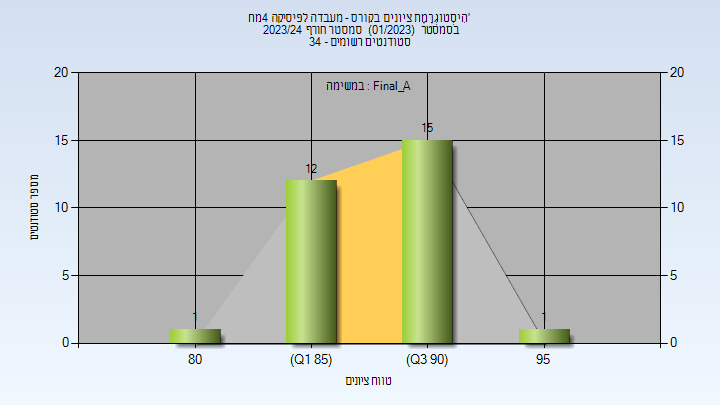 היסטוגרמת ציונים בקורס - מעבדה לפיסיקה 4מח'
בסמסטר (01/2023) סמסטר חורף 2023/24
סטודנטים רשומים - 34
במשימה : Final_A
20
20
15
15
10
10
5
5
0
0
1
12
15
1
80
(Q1 85)
(Q3 90)
95
מספר סטודנטים
טווח ציונים